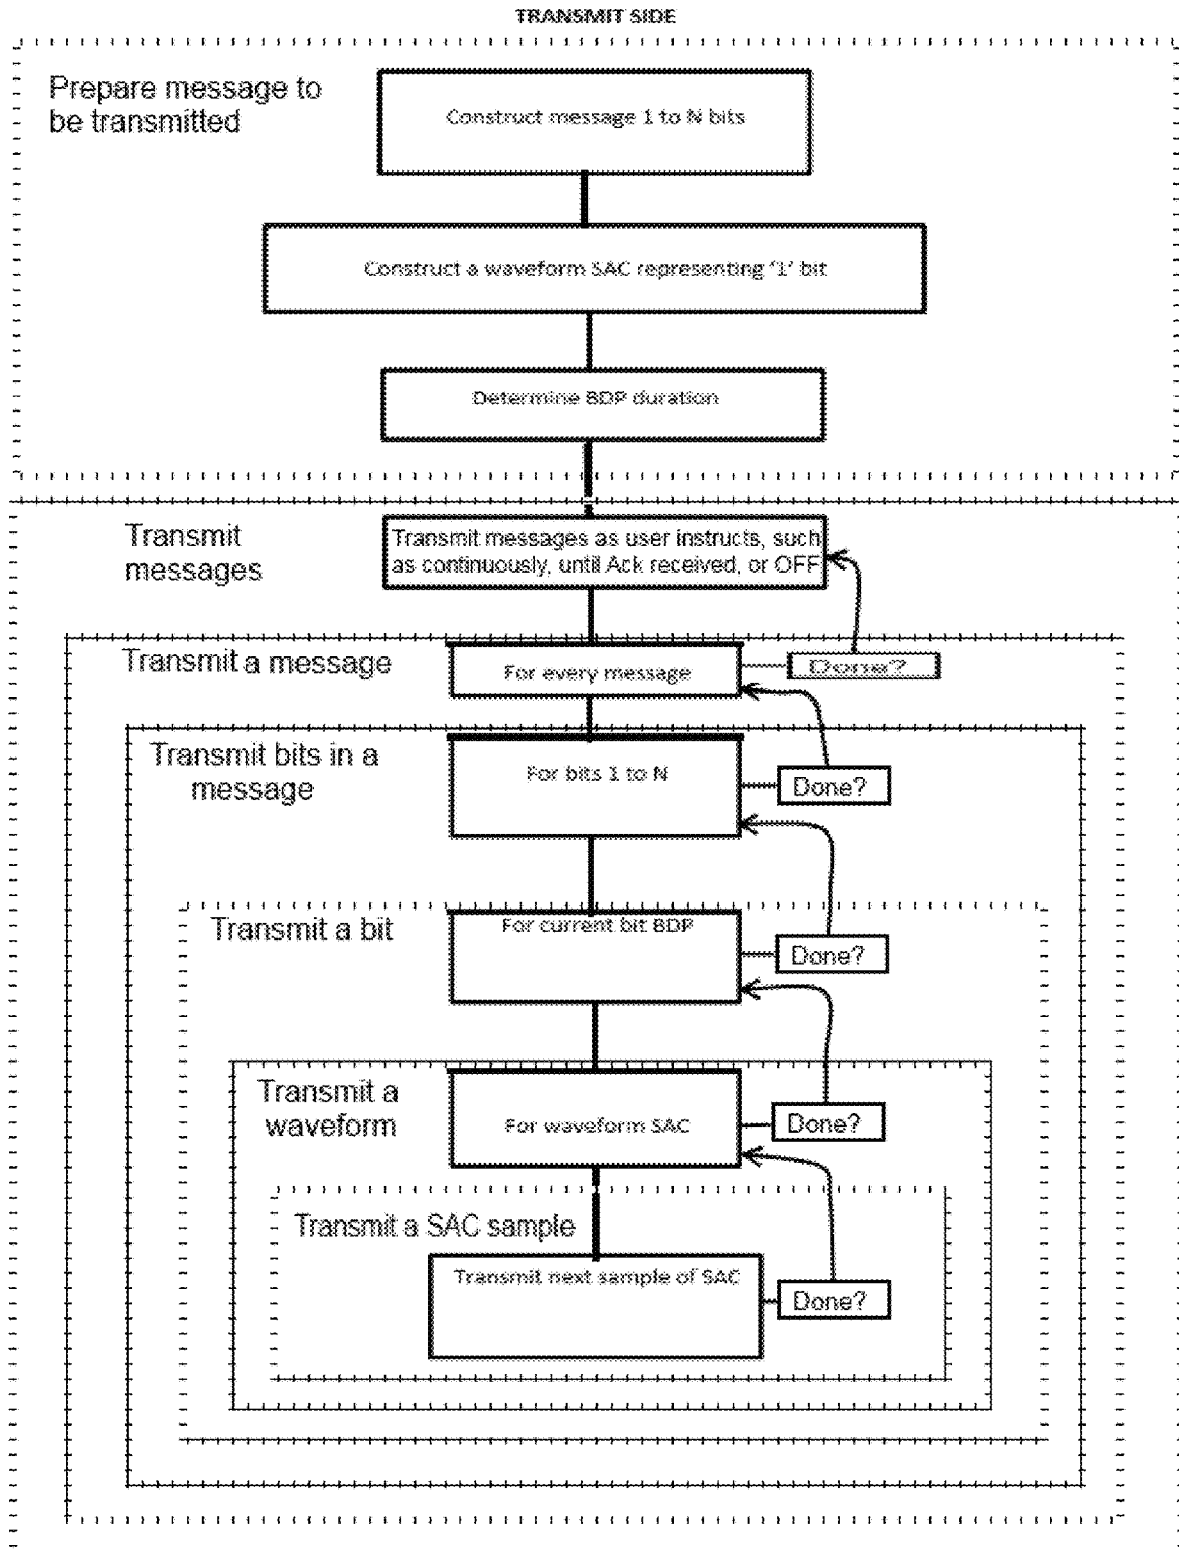 TRANSMIT SIDE
Prepare message to
be transmitted
Construct message 1 to N bits
Construct a waveform SAC representing '1' bit
Determine BDP duration
Transmit
messages
Transmit messages as user instructs, such
as continuously, until Ack received, or OFF
Transmit a message
For every message
Done?
Transmit bits in a
message
For bits 1 to N
Done?
Transmit a bit
For current bit BDP
Done?
Transmit a
waveform
For waveform SAC
Done?
Transmit a SAC sample
Transmit next sample of SAC
Done?